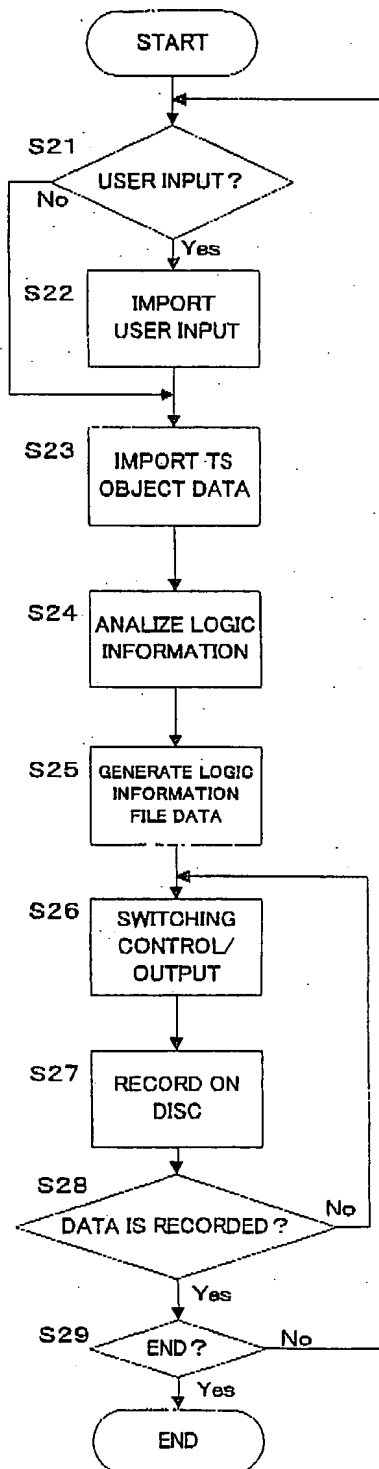 START
S21
USER INPUT?
No
Yes
S22
IMPORT
USER INPUT
S23
IMPORT TS
OBJECT DATA
S24
ANALIZE LOGIC
INFORMATION
S25
GENERATE LOGIC
INFORMATION
FILE DATA
S26
SWITCHING
CONTROL/
OUTPUT
S27
RECORD ON
DISC
S28
DATA IS RECORDED?
No
Yes
S29
END?
No
Yes
END